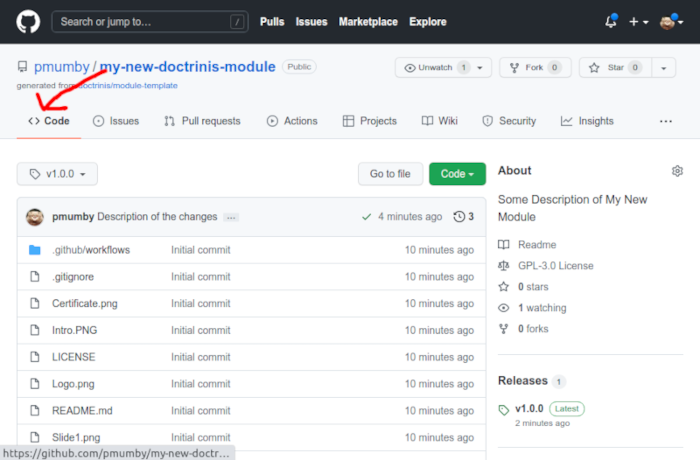 Search or jump to… / Pulls Issues Marketplace Explore
pmumby / my-new-doctrinis-module Public Unwatch 1 Fork 0 Star 0
generated from doctrinis/module-template
<> Code Issues Pull requests Actions Projects Wiki Security Insights ...
v1.0.0 Go to file Code
pmumby Description of the changes ... 4 minutes ago 3
.github/workflows Initial commit 10 minutes ago
.gitignore Initial commit 10 minutes ago
Certificate.png Initial commit 10 minutes ago
Intro.PNG Initial commit 10 minutes ago
LICENSE Initial commit 10 minutes ago
Logo.png Initial commit 10 minutes ago
README.md Initial commit 10 minutes ago
Slide1.png Initial commit 10 minutes ago
https://github.com/pmumby/my-new-doctr...
About
Some Description of My New
Module
Readme
GPL-3.0 License
0 stars
1 watching
0 forks
Releases 1
v1.0.0 Latest
2 minutes ago